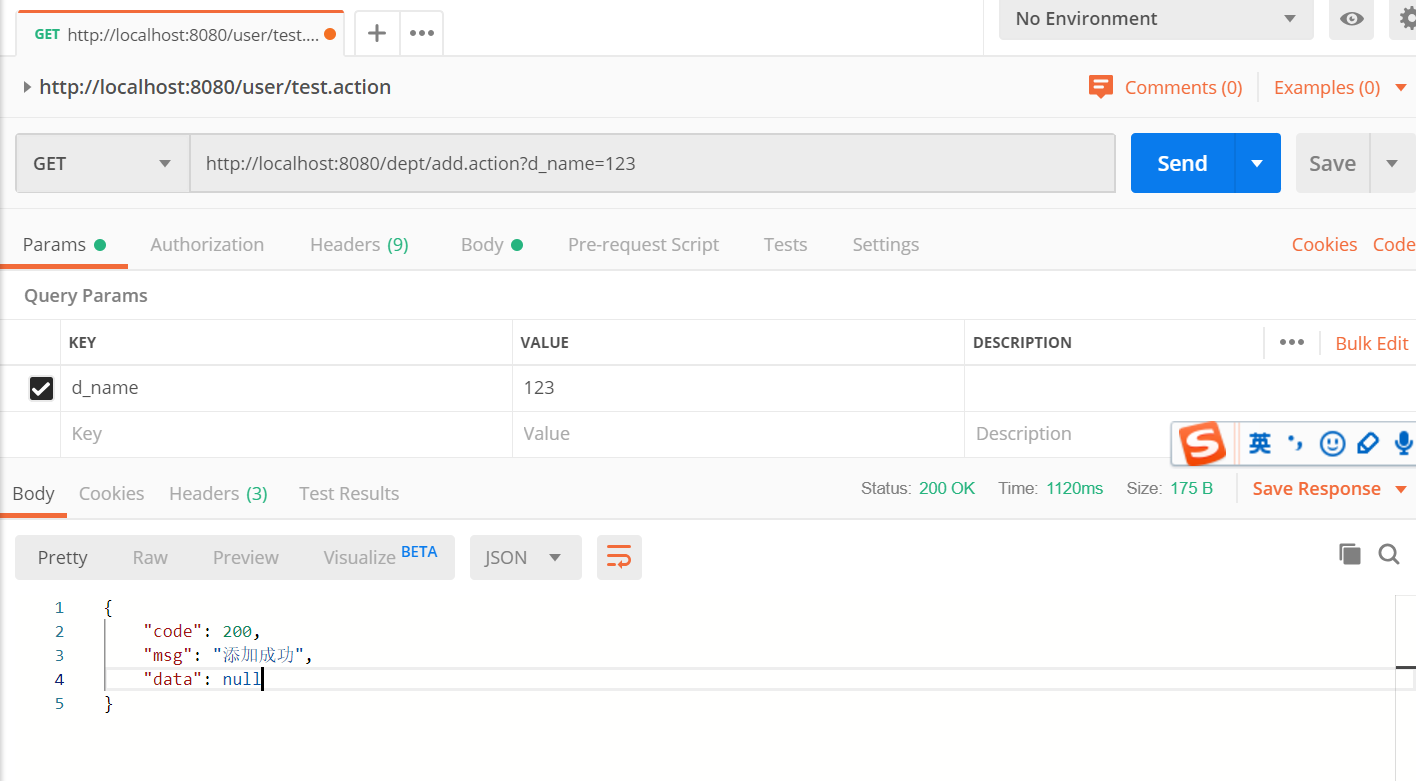 GET http://localhost:8080/user/test....
No Environment
http://localhost:8080/user/test.action
Comments (0)
Examples (0)
GET
http://localhost:8080/dept/add.action?d_name=123
Send
Save
Params
Authorization
Headers (9)
Body
Pre-request Script
Tests
Settings
Cookies
Code
Query Params
KEY
VALUE
DESCRIPTION
Bulk Edit
d_name
123
Key
Value
Description
S 英
Body
Cookies
Headers (3)
Test Results
Status: 200 OK
Time: 1120ms
Size: 175 B
Save Response
Pretty
Raw
Preview
Visualize BETA
JSON
1 {
2 "code": 200,
3 "msg": "添加成功",
4 "data": null
5 }